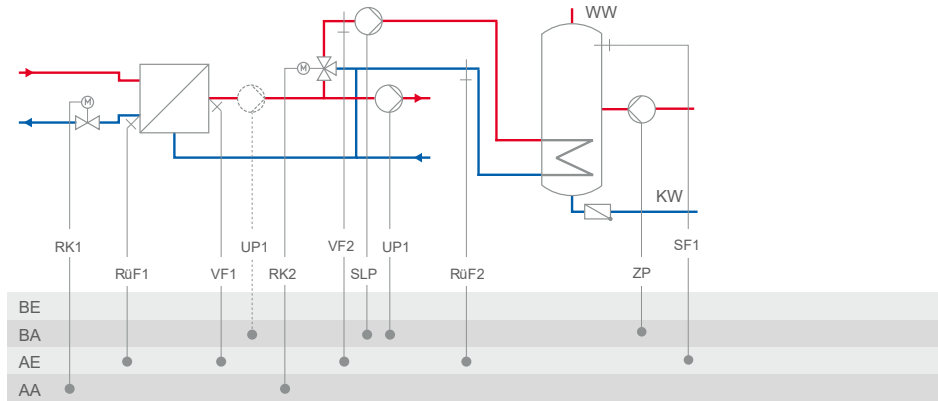 WW
M
M
KW
RK1
UP1
RK2
VF2
UP1
SF1
RüF1
VF1
SLP
RüF2
ZP
BE
BA
AE
AA